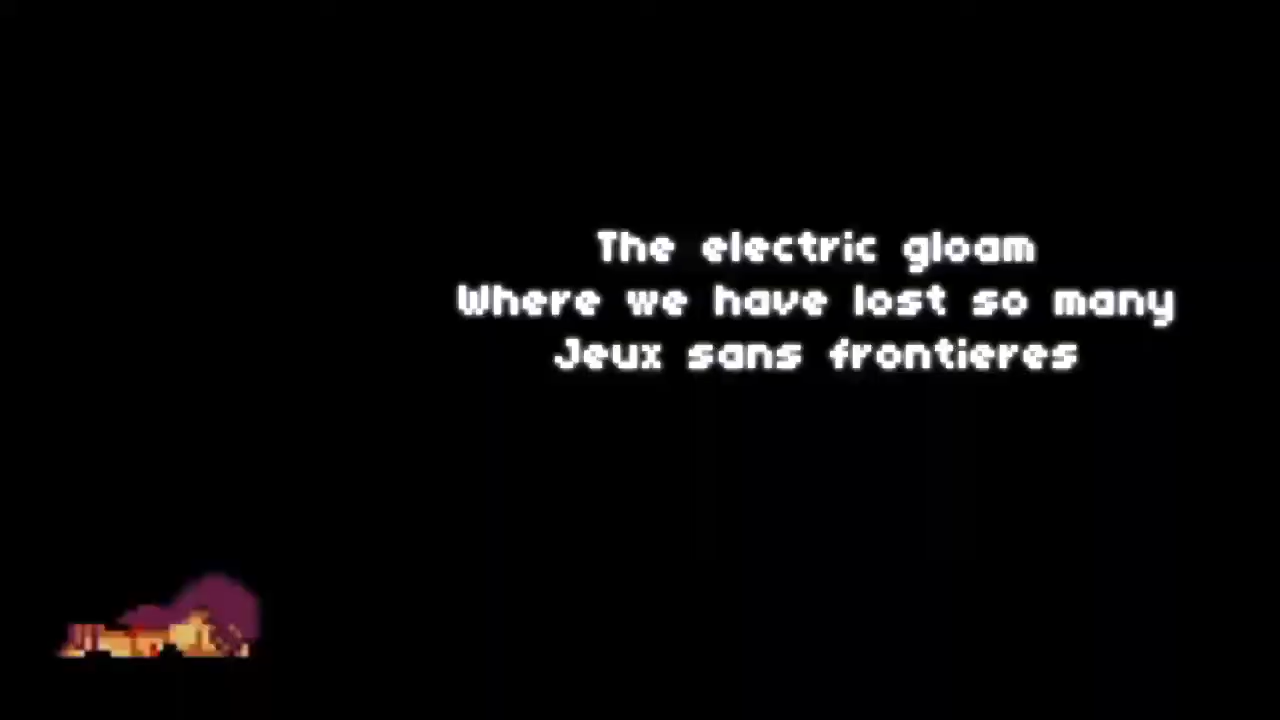 The electric gloam
Where we have lost so many
Jeux sans frontieres